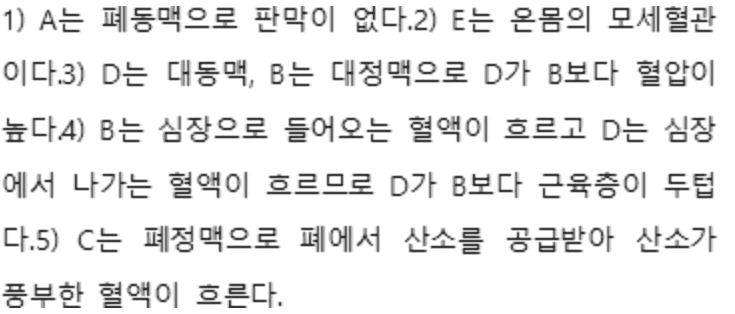 1) A는 폐동맥으로 판막이 없다.2) E는 온몸의 모세혈관
이다.3) D는 대동맥, B는 대정맥으로 D가 B보다 혈압이
높다.4) B는 심장으로 들어오는 혈액이 흐르고 D는 심장
에서 나가는 혈액이 흐르므로 D가 B보다 근육층이 두텁
다.5) C는 폐정맥으로 폐에서 산소를 공급받아 산소가
풍부한 혈액이 흐른다.